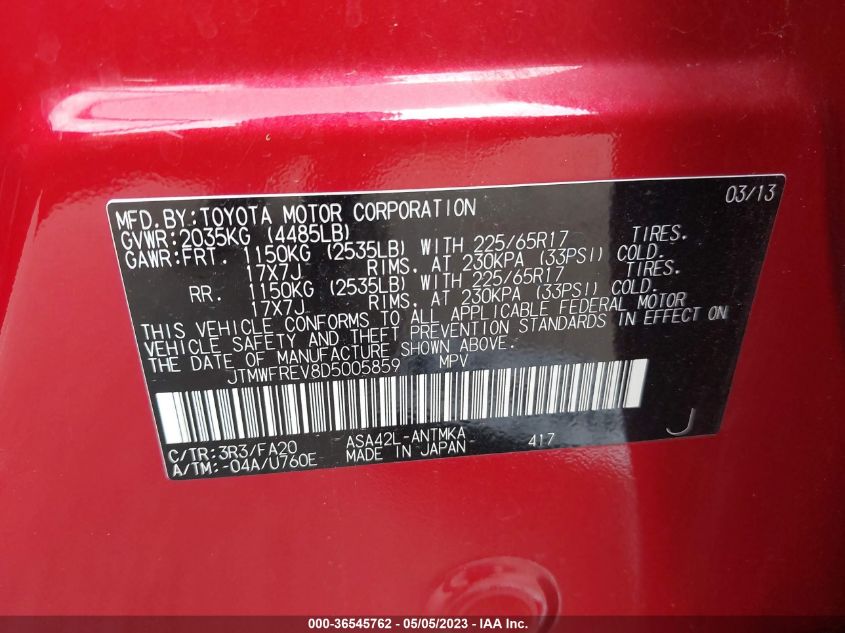 03/13
MFD. BY: TOYOTA MOTOR CORPORATION
GVWR: 2035KG (4485LB)
GAWR: FRT. 1150KG (2535LB) WITH 225/65R17 TIRES.
17X7J RIMS. AT 230KPA (33PSI) COLD.
RR. 1150KG (2535LB) WITH 225/65R17 TIRES.
17X7J RIMS. AT 230KPA (33PSI) COLD.
THIS VEHICLE CONFORMS TO ALL APPLICABLE FEDERAL MOTOR
VEHICLE SAFETY AND THEFT PREVENTION STANDARDS IN EFFECT ON
THE DATE OF MANUFACTURE SHOWN ABOVE.
JTMWFREV8D5005859 MPV
J
C/TR: 3R3/FA20 ASA42L-ANTMKA 417
A/TM: -04A/U760E MADE IN JAPAN
000-36545762 - 05/05/2023 - IAA Inc.